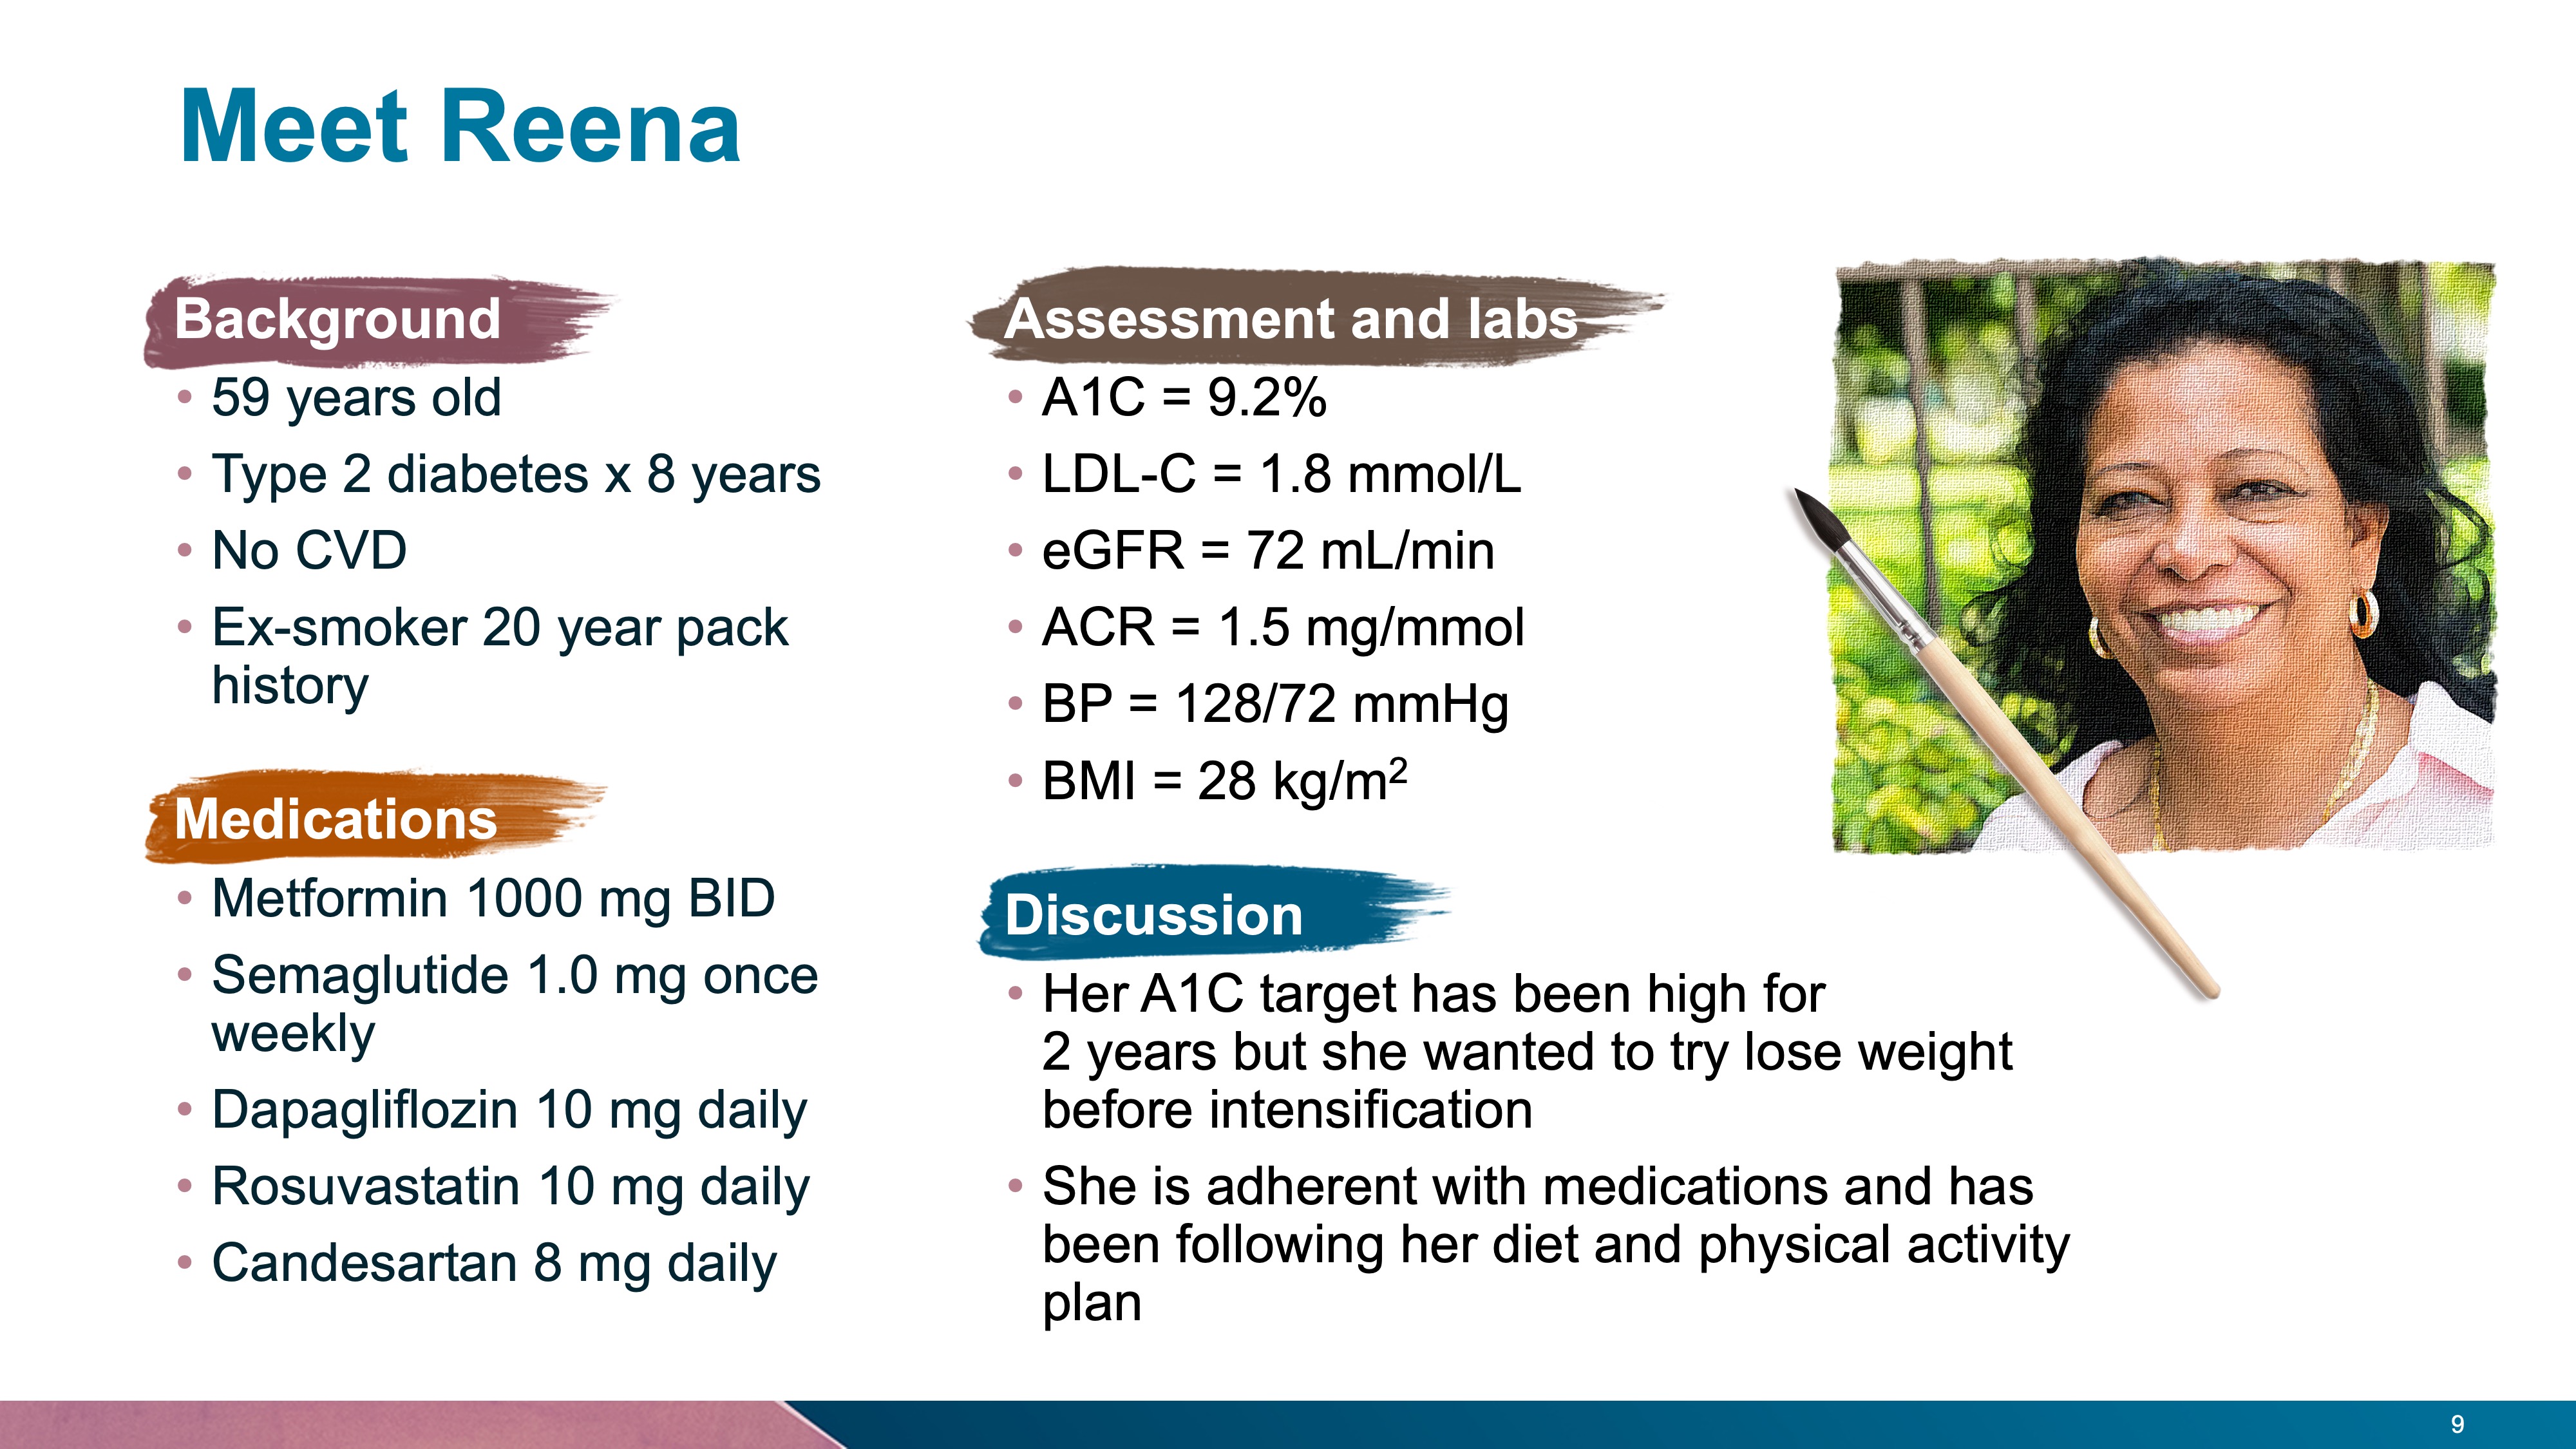 Meet Reena
Background
• 59 years old
• Type 2 diabetes x 8 years
• No CVD
• Ex-smoker 20 year pack
history
Medications
• Metformin 1000 mg BID
• Semaglutide 1.0 mg once
weekly
• Dapagliflozin 10 mg daily
• Rosuvastatin 10 mg daily
• Candesartan 8 mg daily
Assessment and labs
• A1C = 9.2%
• LDL-C = 1.8 mmol/L
• eGFR = 72 mL/min
• ACR = 1.5 mg/mmol
• BP = 128/72 mmHg
• BMI = 28 kg/m²
Discussion
• Her A1C target has been high for
2 years but she wanted to try lose weight
before intensification
• She is adherent with medications and has
been following her diet and physical activity
plan
9